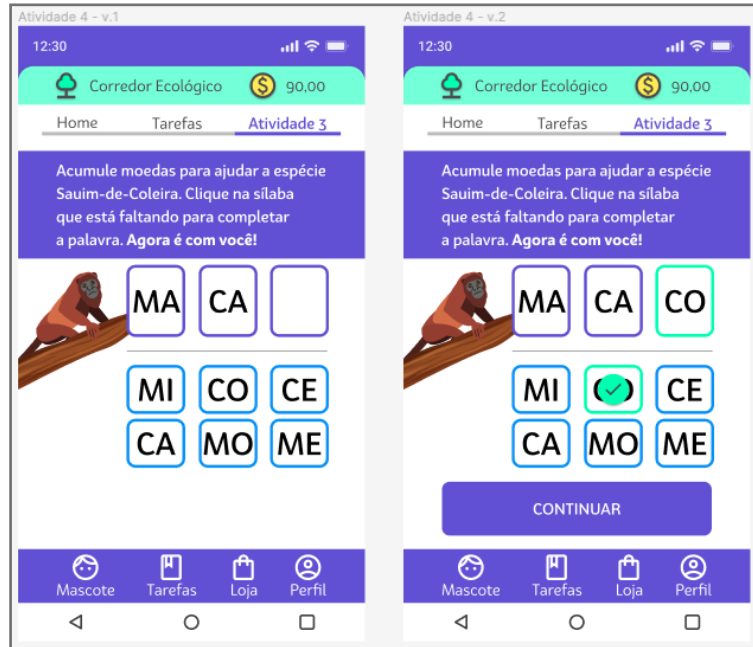 Atividade 4 - v.1
12:30
Corredor Ecológico
90,00
Home
Tarefas
Atividade 3
Acumule moedas para ajudar a espécie
Sauim-de-Coleira. Clique na sílaba
que está faltando para completar
a palavra. Agora é com você!
MA CA
MI CO CE
CA MO ME
Mascote
Tarefas
Loja
Perfil
Atividade 4 - v.2
12:30
Corredor Ecológico
90,00
Home
Tarefas
Atividade 3
Acumule moedas para ajudar a espécie
Sauim-de-Coleira. Clique na sílaba
que está faltando para completar
a palavra. Agora é com você!
MA CA CO
MI CE
CA MO ME
CONTINUAR
Mascote
Tarefas
Loja
Perfil